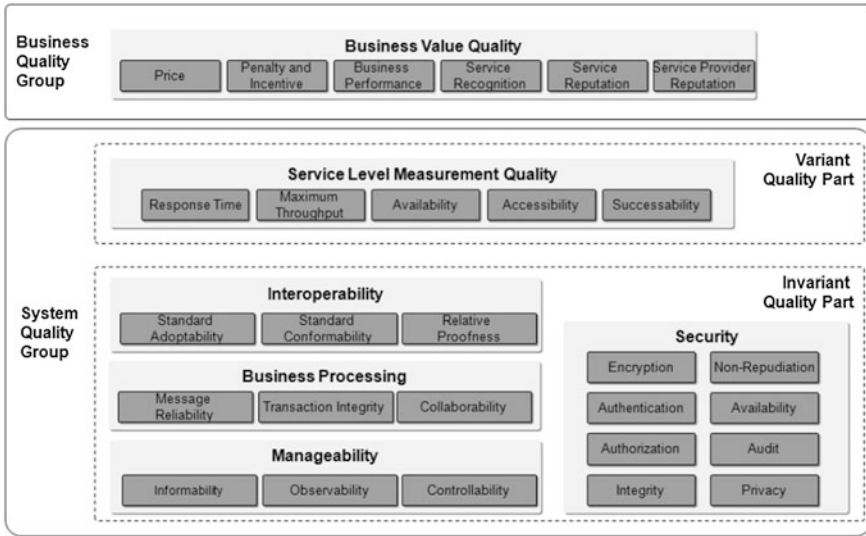 Business
Quality
Group
Business Value Quality
Price
Penalty and
Incentive
Business
Performance
Service
Recognition
Service
Reputation
Service Provider
Reputation
Variant
Quality Part
Service Level Measurement Quality
Response Time
Maximum
Throughput
Availability
Accessibility
Successability
System
Quality
Group
Invariant
Quality Part
Interoperability
Standard
Adoptability
Standard
Conformability
Relative
Proofness
Business Processing
Message
Reliability
Transaction Integrity
Collaborability
Manageability
Informability
Observability
Controllability
Security
Encryption
Non-Repudiation
Authentication
Availability
Authorization
Audit
Integrity
Privacy